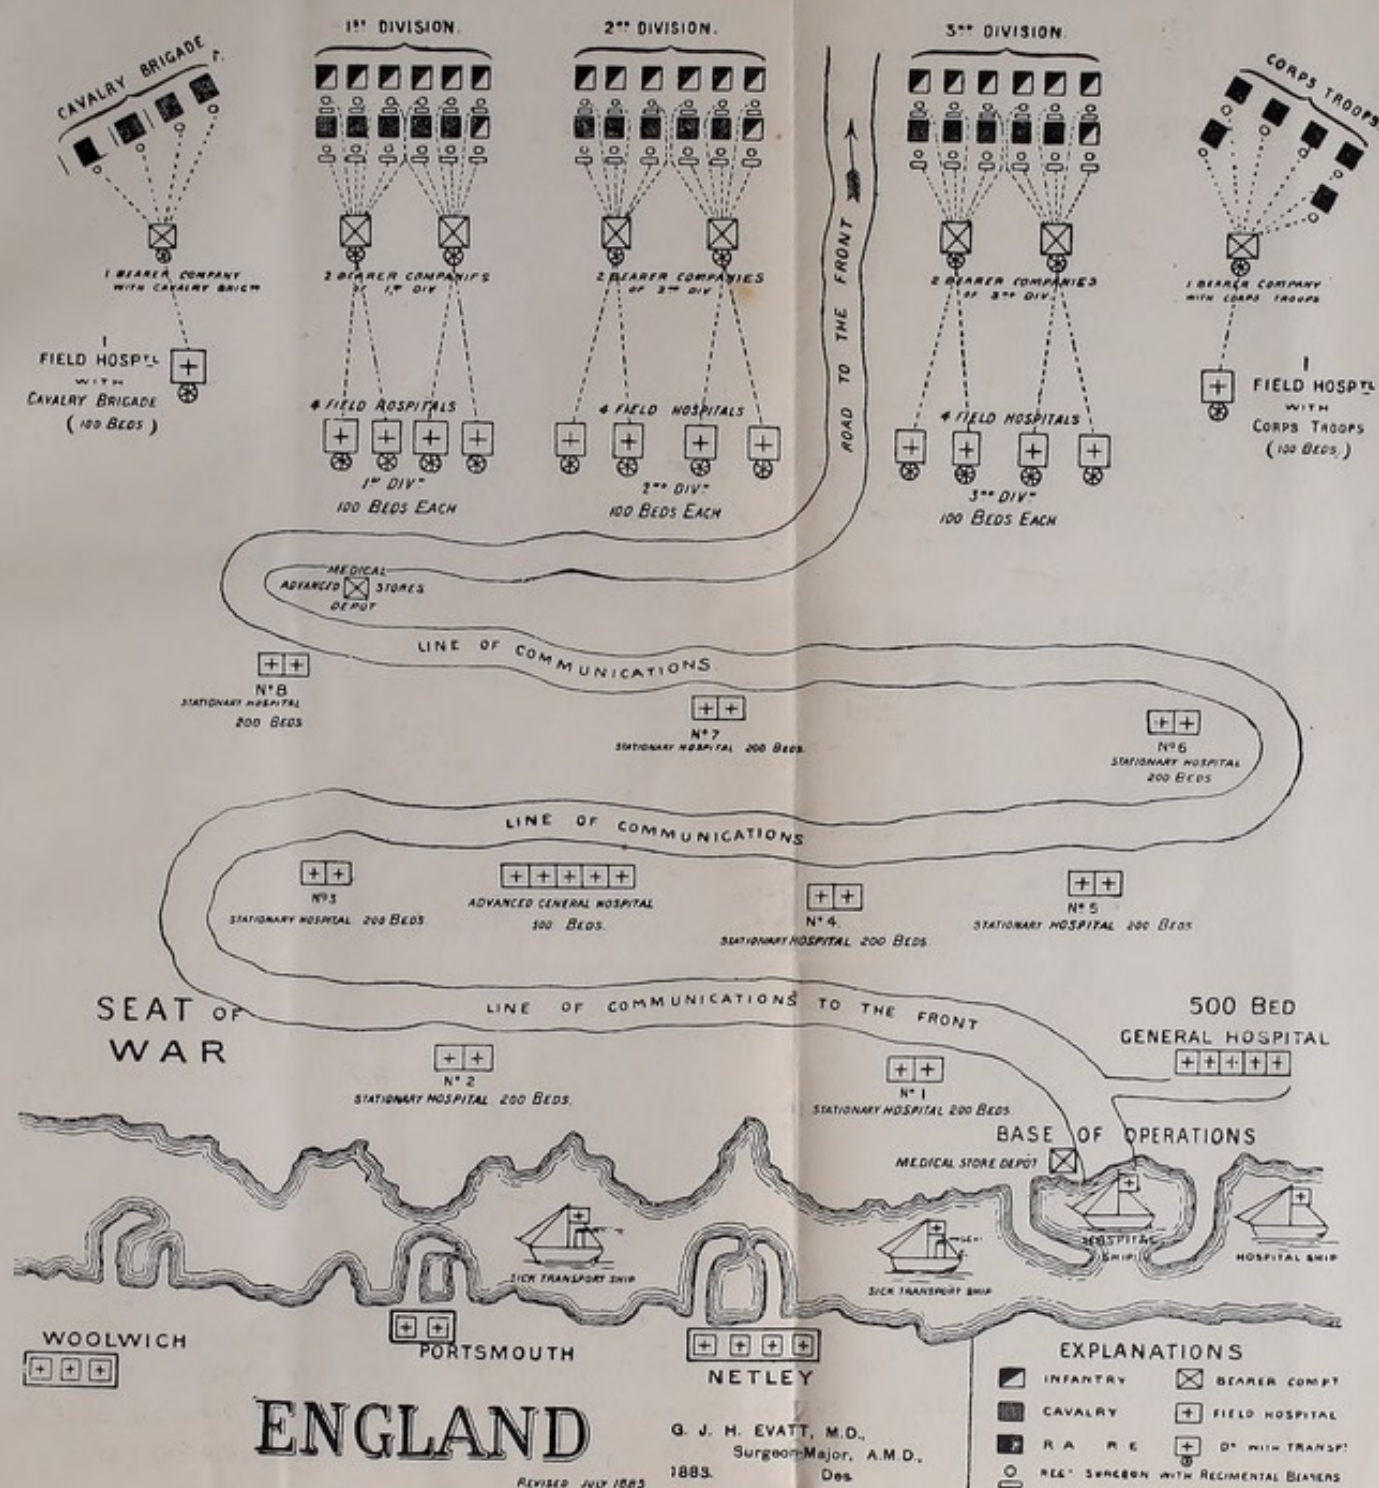 CAVALRY BRIGADE
1ST DIVISION.
2ND DIVISION.
3RD DIVISION.
CORPS TROOPS.
1 BEARER COMPANY
WITH CAVALRY BRIGDE
2 BEARER COMPANIES
OF 1ST DIV
2 BEARER COMPANIES
OF 2ND DIV
2 BEARER COMPANIES
OF 3RD DIV.
1 BEARER COMPANY
WITH CORPS TROOPS
ROAD TO THE FRONT
1
FIELD HOSPTL
WITH
CAVALRY BRIGADE
(100 BEDS)
4 FIELD HOSPITALS
1ST DIVN
100 BEDS EACH
4 FIELD HOSPITALS
2ND DIVN
100 BEDS EACH
4 FIELD HOSPITALS
3RD DIVN
100 BEDS EACH
1
FIELD HOSPTL
WITH
CORPS TROOPS
(100 BEDS.)
MEDICAL
ADVANCED STORES
DEPOT
LINE OF COMMUNICATIONS.
No 8
STATIONARY HOSPITAL
200 BEDS
No 7
STATIONARY HOSPITAL 200 BEDS.
No 6
STATIONARY HOSPITAL
200 BEDS
LINE OF COMMUNICATIONS
No 3
STATIONARY HOSPITAL 200 BEDS.
ADVANCED GENERAL HOSPITAL
500 BEDS.
No 4.
STATIONARY HOSPITAL 200 BEDS.
No 5
STATIONARY HOSPITAL 200 BEDS
SEAT OF
WAR
LINE OF COMMUNICATIONS TO THE FRONT
500 BED
GENERAL HOSPITAL
No 2
STATIONARY HOSPITAL 200 BEDS.
No 1
STATIONARY HOSPITAL 200 BEDS
BASE OF OPERATIONS
MEDICAL STORE DEPOT
SICK TRANSPORT SHIP
SICK TRANSPORT SHIP
HOSPITAL
SHIP
HOSPITAL SHIP
WOOLWICH
PORTSMOUTH
NETLEY
ENGLAND
REVISED JULY 1885
G. J. H. EVATT, M.D.,
Surgeon-Major, A.M.D.,
1883. Des
EXPLANATIONS
INFANTRY
BEARER COMPY
CAVALRY
FIELD HOSPITAL
R A R E
Do WITH TRANSPT
REGL SURGEON WITH REGIMENTAL BEARERS